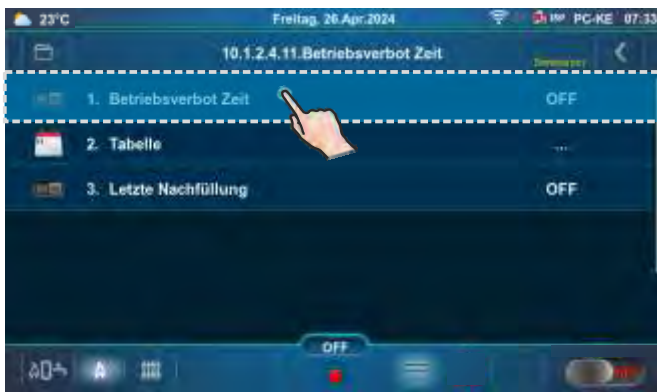 23°C Freitag, 26.Apr.2024 PC-KE 07:33
10.1.2.4.11.Betriebsverbot Zeit
1. Betriebsverbot Zeit OFF
2. Tabelle ...
3. Letzte Nachfüllung OFF
OFF
A